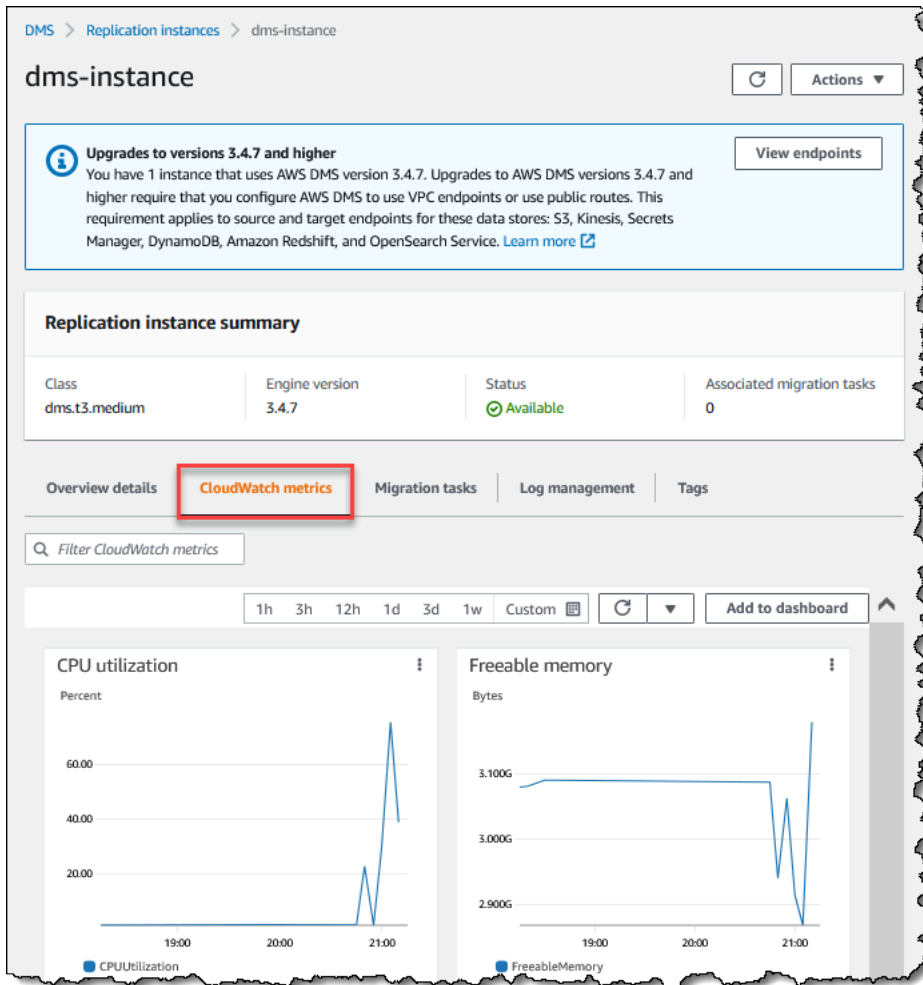 DMS > Replication instances > dms-instance
dms-instance
Actions
Upgrades to versions 3.4.7 and higher
View endpoints
You have 1 instance that uses AWS DMS version 3.4.7. Upgrades to AWS DMS versions 3.4.7 and
higher require that you configure AWS DMS to use VPC endpoints or use public routes. This
requirement applies to source and target endpoints for these data stores: S3, Kinesis, Secrets
Manager, DynamoDB, Amazon Redshift, and OpenSearch Service. Learn more
Replication instance summary
Class
dms.t3.medium
Engine version
3.4.7
Status
Available
Associated migration tasks
0
Overview details CloudWatch metrics Migration tasks Log management Tags
Filter CloudWatch metrics
1h 3h 12h 1d 3d 1w Custom
Add to dashboard
CPU utilization
Percent
60.00
40.00
20.00
19:00 20:00 21:00
CPUUtilization
Freeable memory
Bytes
3.100G
3.000G
2.900G
19:00 20:00 21:00
FreeableMemory